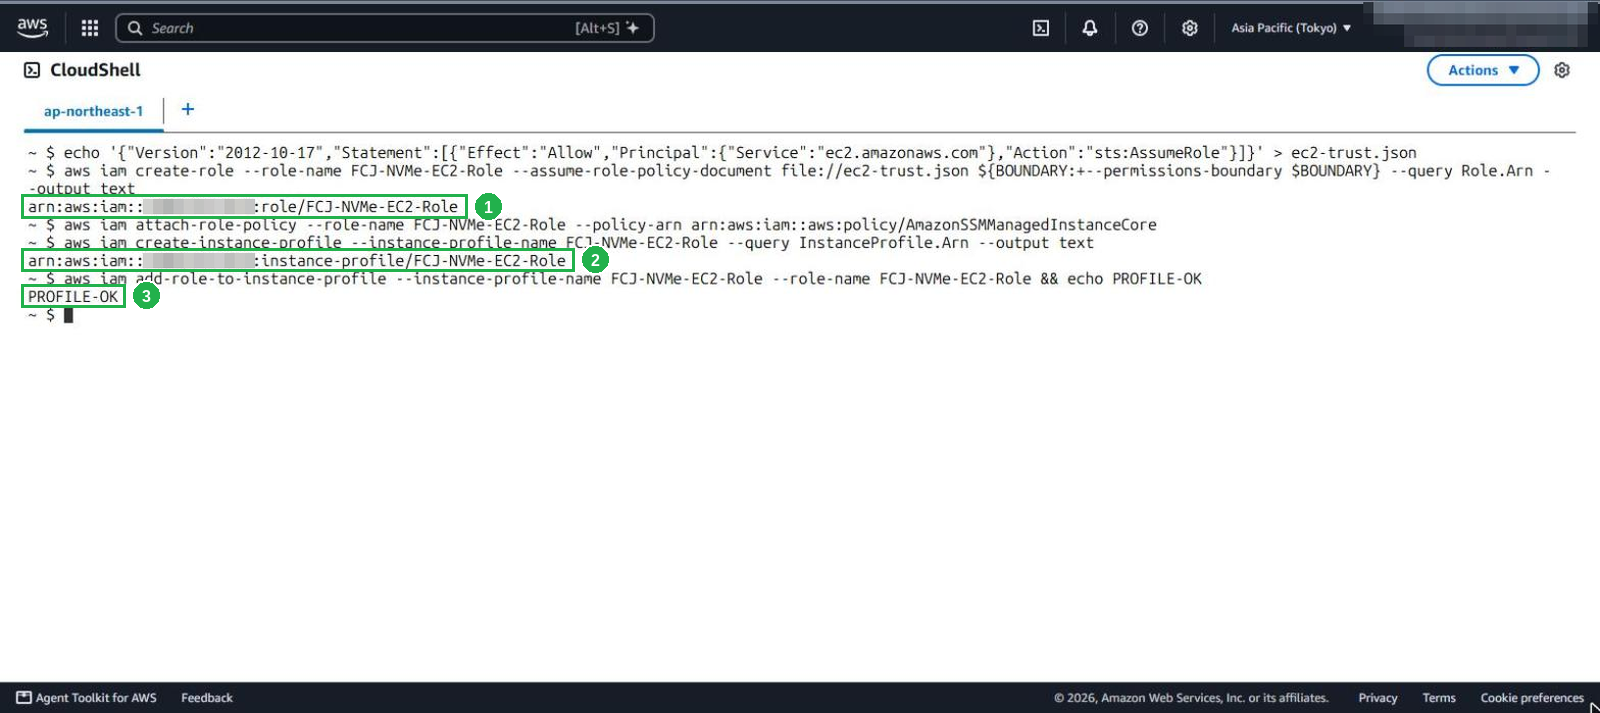 aws
Search [Alt+S]
Asia Pacific (Tokyo)
CloudShell
Actions
ap-northeast-1 +
~ $ echo '{"Version":"2012-10-17","Statement":[{"Effect":"Allow","Principal":{"Service":"ec2.amazonaws.com"},"Action":"sts:AssumeRole"}]}' > ec2-trust.json
~ $ aws iam create-role --role-name FCJ-NVMe-EC2-Role --assume-role-policy-document file://ec2-trust.json ${BOUNDARY:+--permissions-boundary $BOUNDARY} --query Role.Arn -
-output text
arn:aws:iam:: :role/FCJ-NVMe-EC2-Role 1
~ $ aws iam attach-role-policy --role-name FCJ-NVMe-EC2-Role --policy-arn arn:aws:iam::aws:policy/AmazonSSMManagedInstanceCore
~ $ aws iam create-instance-profile --instance-profile-name FCJ-NVMe-EC2-Role --query InstanceProfile.Arn --output text
arn:aws:iam:: :instance-profile/FCJ-NVMe-EC2-Role 2
~ $ aws iam add-role-to-instance-profile --instance-profile-name FCJ-NVMe-EC2-Role --role-name FCJ-NVMe-EC2-Role && echo PROFILE-OK
PROFILE-OK 3
~ $
Agent Toolkit for AWS Feedback © 2026, Amazon Web Services, Inc. or its affiliates. Privacy Terms Cookie preferences